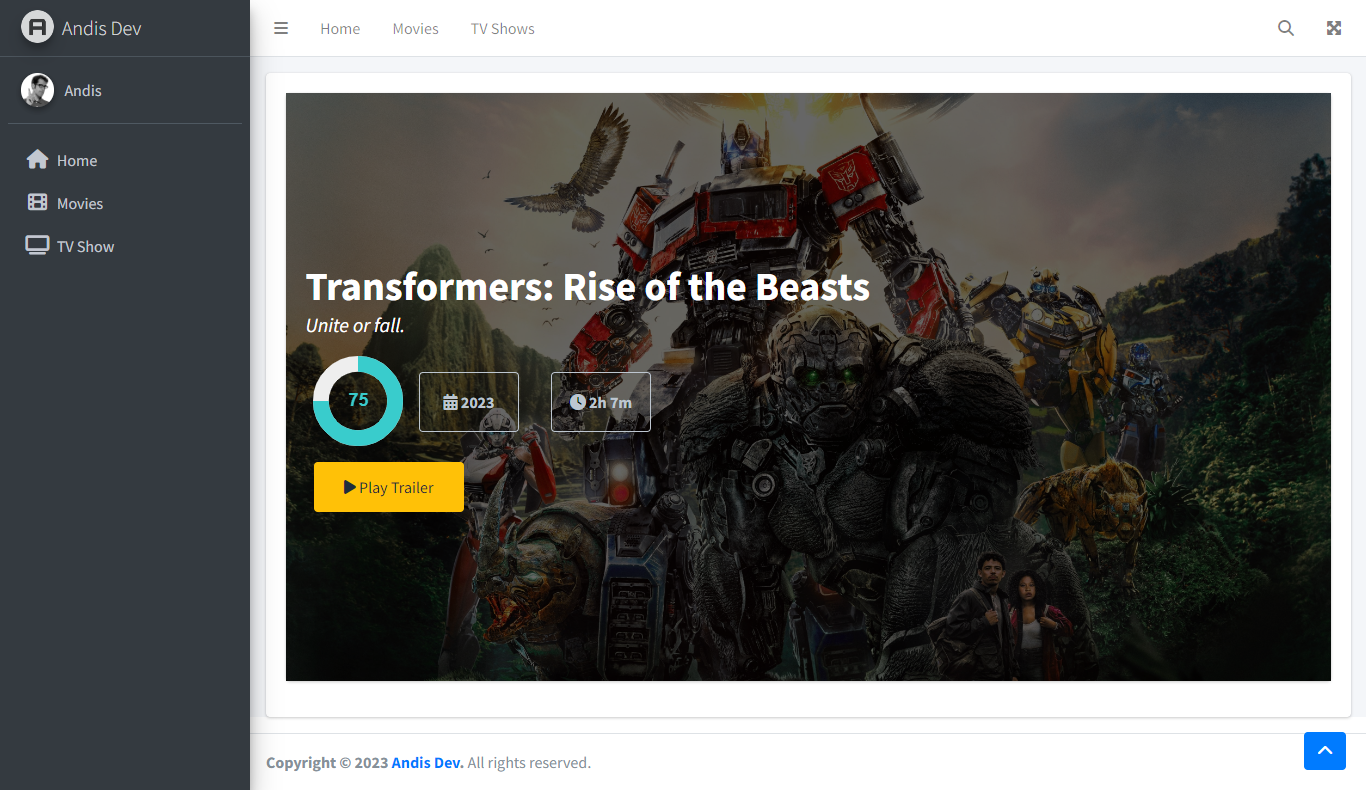 Andis Dev
Home Movies TV Shows
Andis
Home
Movies
TV Show
Transformers: Rise of the Beasts
Unite or fall.
75
2023
2h 7m
Play Trailer
Copyright © 2023 Andis Dev. All rights reserved.